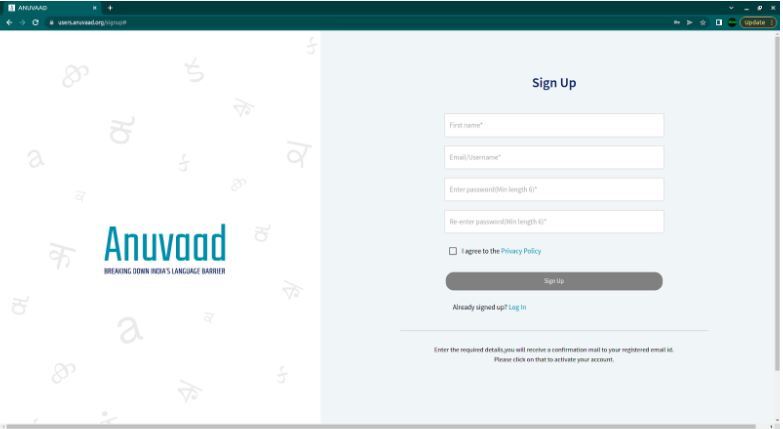 ANUVAAD
Update
users.anuvaad.org/signup#
Sign Up
First name*
Email/Username*
Enter password(Min length 6)*
Re-enter password(Min length 6)*
I agree to the Privacy Policy
Sign Up
Already signed up? Log In
Enter the required details,you will receive a confirmation mail to your registered email id.
Please click on that to activate your account.
Anuvaad
BREAKING DOWN INDIA'S LANGUAGE BARRIER